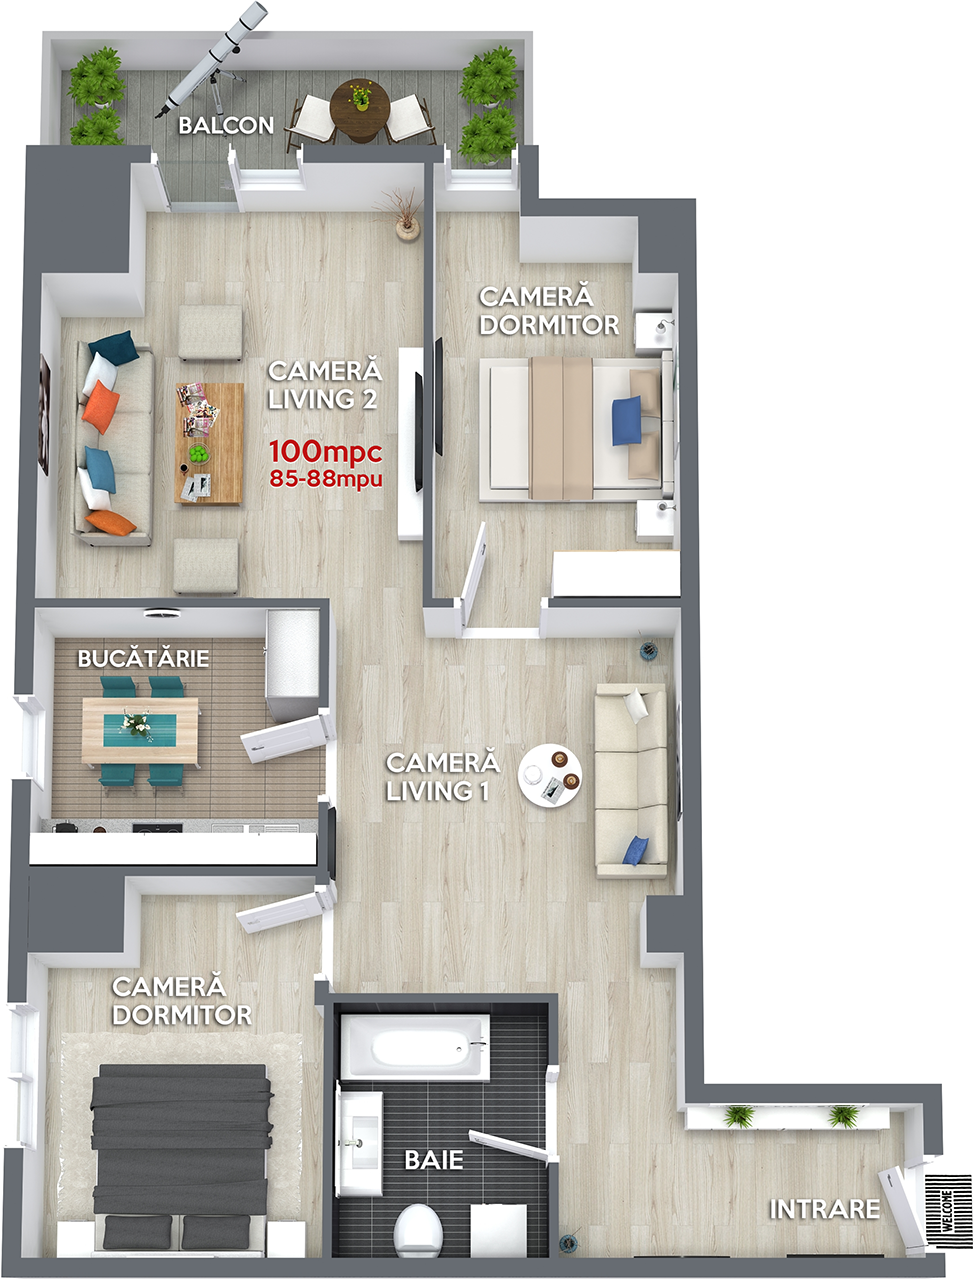 BALCON
CAMERĂ
DORMITOR
CAMERĂ
LIVING 2
100mpc
85-88mpu
BUCĂTĂRIE
CAMERĂ
LIVING 1
CAMERĂ
DORMITOR
BAIE
INTRARE
WELCOME